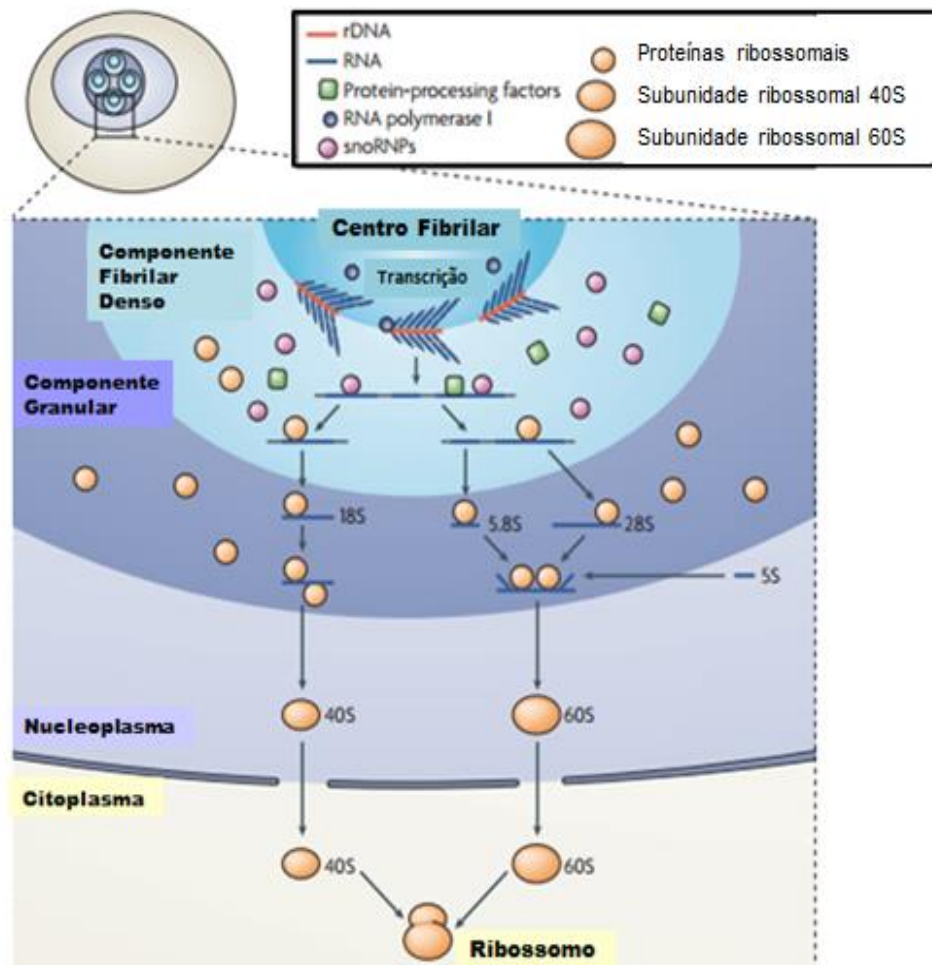 rDNA
RNA
Protein-processing factors
RNA polymerase I
snoRNPs
Proteínas ribossomais
Subunidade ribossomal 40S
Subunidade ribossomal 60S
Centro Fibrilar
Componente
Fibrilar
Denso
Transcrição
Componente
Granular
18S
5.8S
28S
5S
40S
60S
Nucleoplasma
Citoplasma
40S
60S
Ribossomo